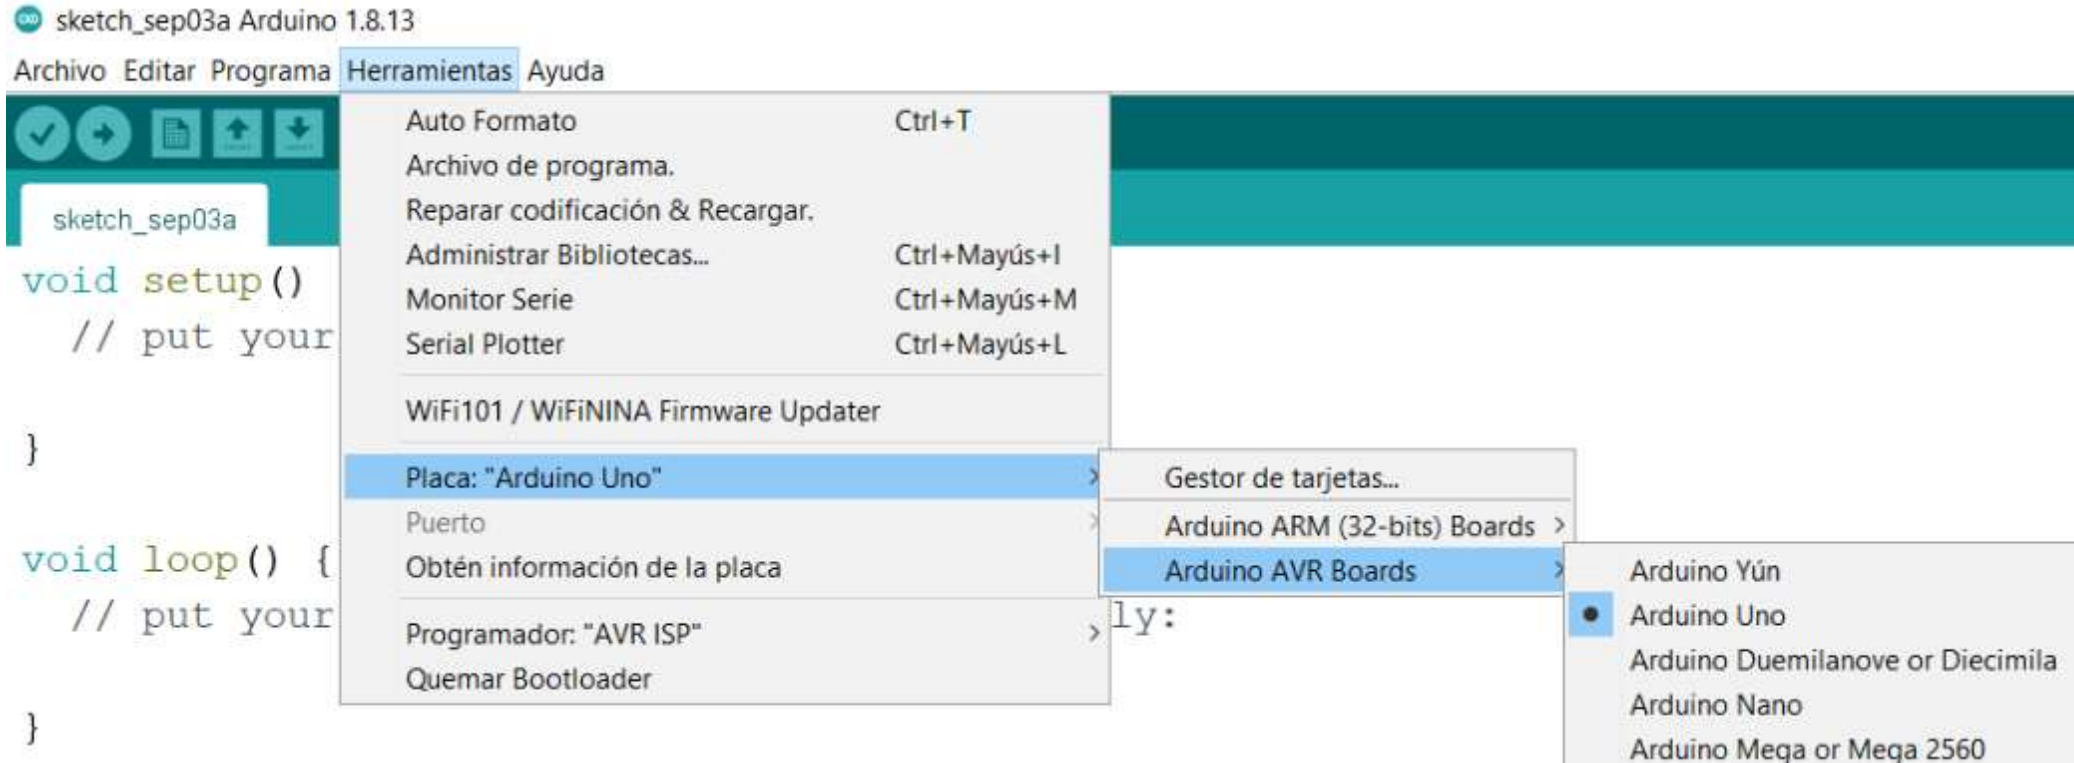 sketch_sep03a Arduino 1.8.13
Archivo Editar Programa Herramientas Ayuda
sketch_sep03a
void setup()
// put your
}
void loop() {
// put your
ly:
}
Auto Formato Ctrl+T
Archivo de programa.
Reparar codificación & Recargar.
Administrar Bibliotecas... Ctrl+Mayús+I
Monitor Serie Ctrl+Mayús+M
Serial Plotter Ctrl+Mayús+L
WiFi101 / WiFiNINA Firmware Updater
Placa: "Arduino Uno"
Puerto
Obtén información de la placa
Programador: "AVR ISP"
Quemar Bootloader
Gestor de tarjetas...
Arduino ARM (32-bits) Boards
Arduino AVR Boards
Arduino Yún
Arduino Uno
Arduino Duemilanove or Diecimila
Arduino Nano
Arduino Mega or Mega 2560